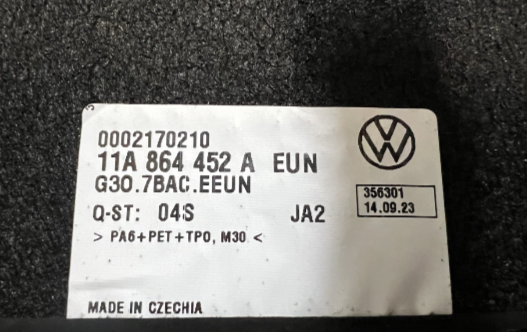 0002170210
11A 864 452 A EUN
G30.7BAC.EEUN
356301
Q-ST: 04S JA2
14.09.23
> PA6+PET+TPO, M30 <
MADE IN CZECHIA